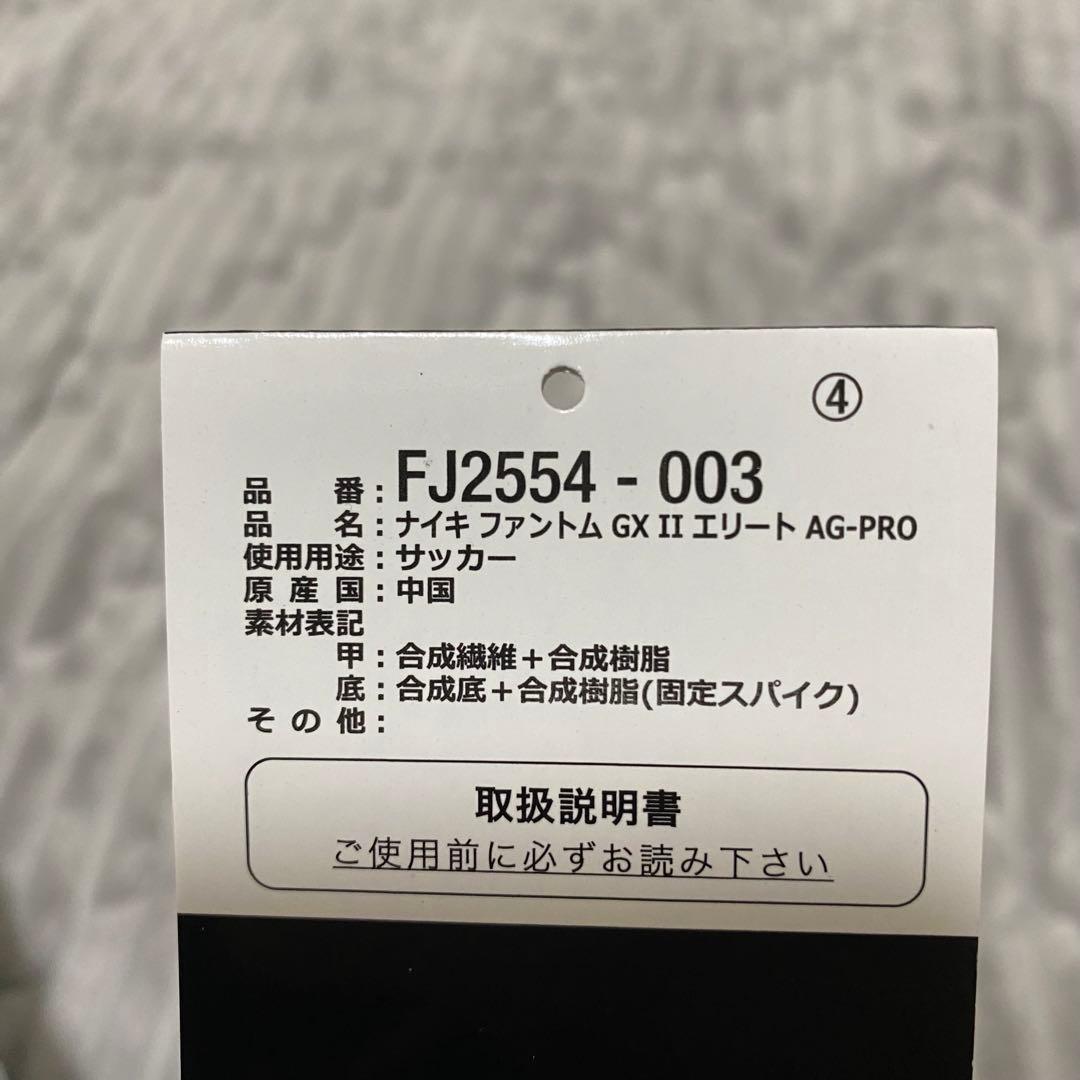 ④
品番：FJ2554 - 003
品名：ナイキ ファントム GX II エリート AG-PRO
使用用途：サッカー
原産国：中国
素材表記
甲：合成繊維＋合成樹脂
底：合成底＋合成樹脂(固定スパイク)
その他：
取扱説明書
ご使用前に必ずお読み下さい